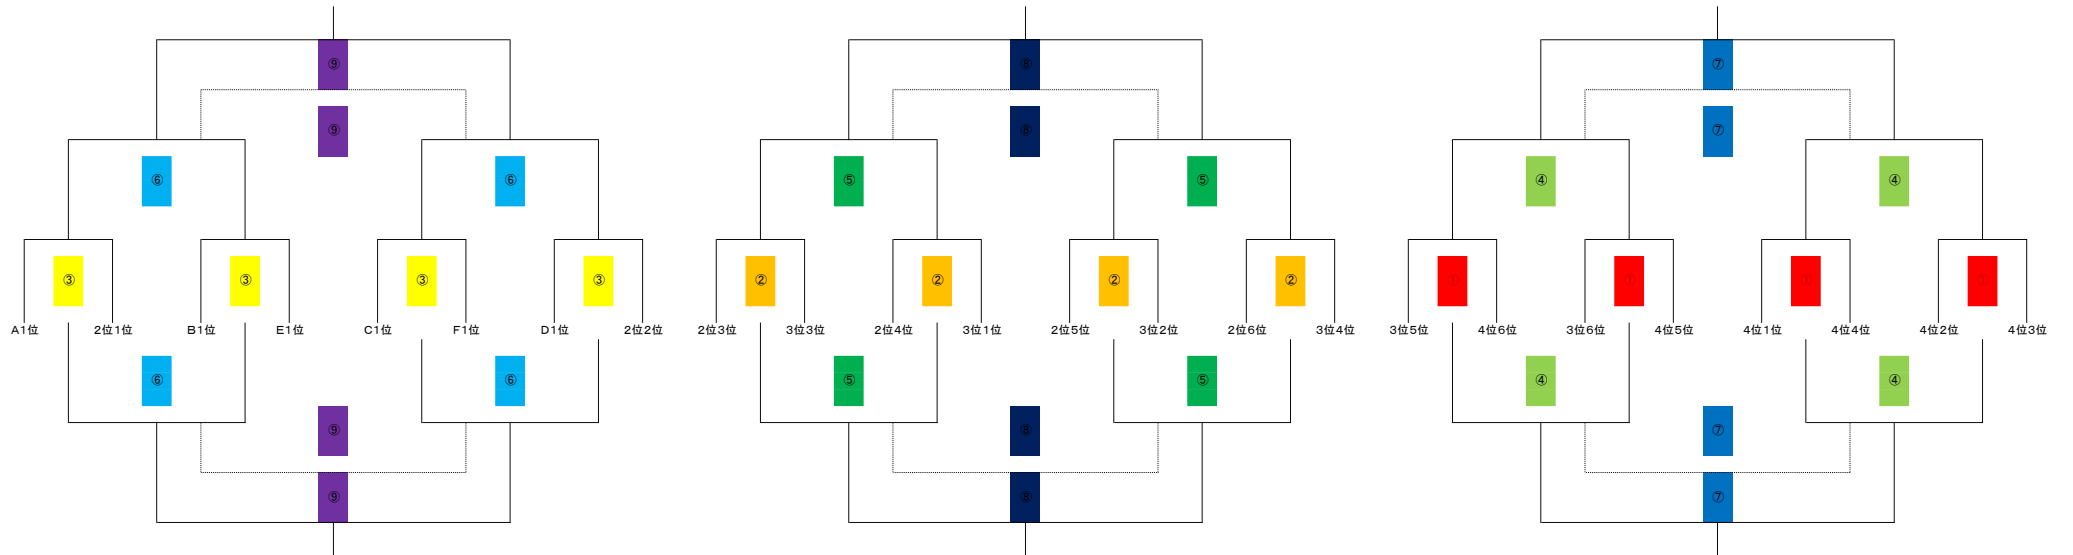 ⑨ ⑧ ⑦
⑨ ⑧ ⑦
⑥ ⑥ ⑤ ⑤ ④ ④
③ ③ ③ ③ ② ② ② ② ① ① ① ①
A1位 2位1位 B1位 E1位 C1位 F1位 D1位 2位2位 2位3位 3位3位 2位4位 3位1位 2位5位 3位2位 2位6位 3位4位 3位5位 4位6位 3位6位 4位5位 4位1位 4位4位 4位2位 4位3位
⑥ ⑥ ⑤ ⑤ ④ ④
⑨ ⑧ ⑦
⑨ ⑧ ⑦